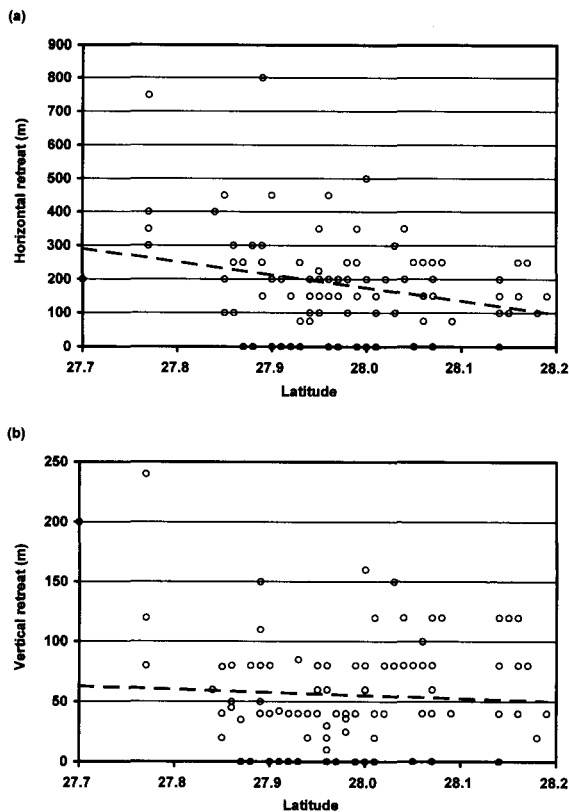 (a)
900
800
700
600
500
400
300
200
100
0
Horizontal retreat (m)
27.7 27.8 27.9 28.0 28.1 28.2
Latitude
(b)
250
200
150
100
50
0
Vertical retreat (m)
27.7 27.8 27.9 28.0 28.1 28.2
Latitude